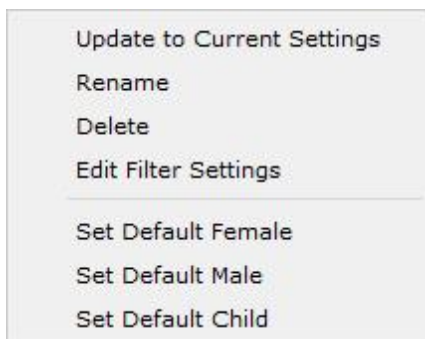 Update to Current Settings
Rename
Delete
Edit Filter Settings
Set Default Female
Set Default Male
Set Default Child